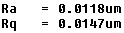 Ra = 0.0118um
Rq = 0.0147um